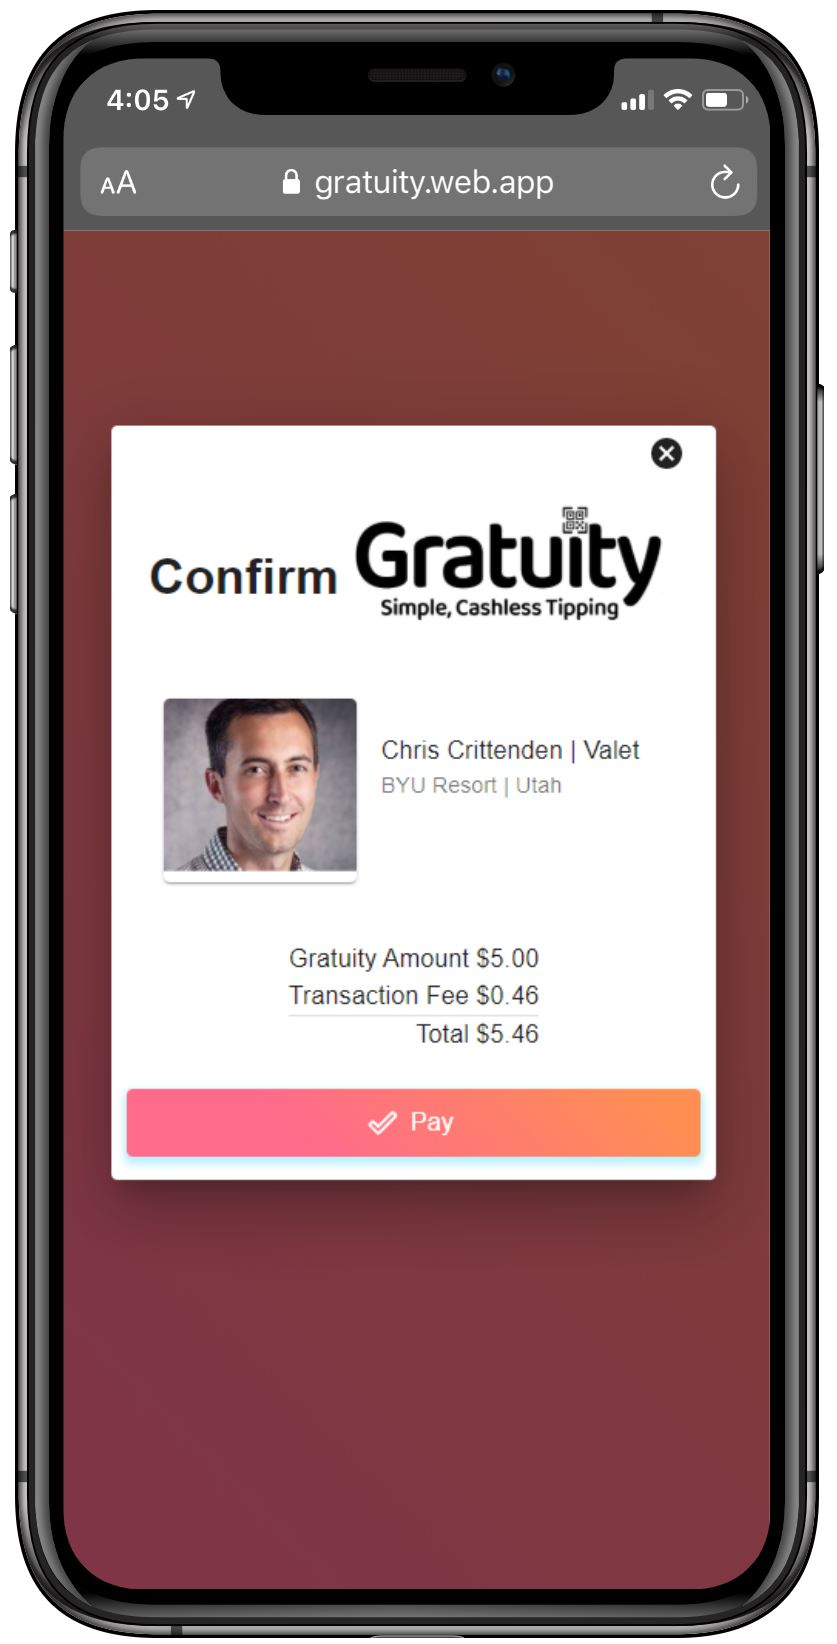 4:05
AA gratuity.web.app
Confirm Gratuity
Simple, Cashless Tipping
Chris Crittenden | Valet
BYU Resort | Utah
Gratuity Amount $5.00
Transaction Fee $0.46
Total $5.46
Pay